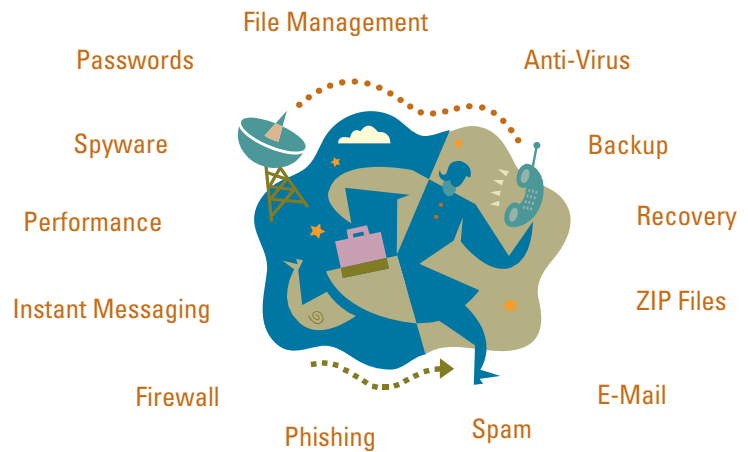 File Management
Passwords
Anti-Virus
Spyware
Backup
Performance
Recovery
Instant Messaging
ZIP Files
Firewall
E-Mail
Phishing
Spam